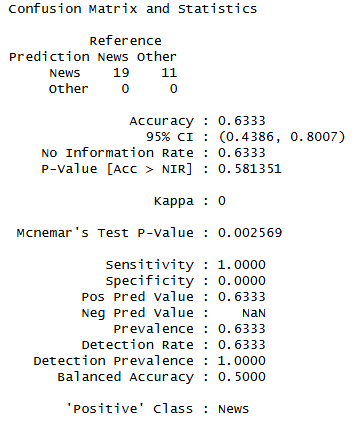 Confusion Matrix and Statistics
Reference
Prediction News Other
News 19 11
Other 0 0
Accuracy : 0.6333
95% CI : (0.4386, 0.8007)
No Information Rate : 0.6333
P-Value [Acc > NIR] : 0.581351
Kappa : 0
Mcnemar's Test P-Value : 0.002569
Sensitivity : 1.0000
Specificity : 0.0000
Pos Pred Value : 0.6333
Neg Pred Value : NaN
Prevalence : 0.6333
Detection Rate : 0.6333
Detection Prevalence : 1.0000
Balanced Accuracy : 0.5000
'Positive' Class : News